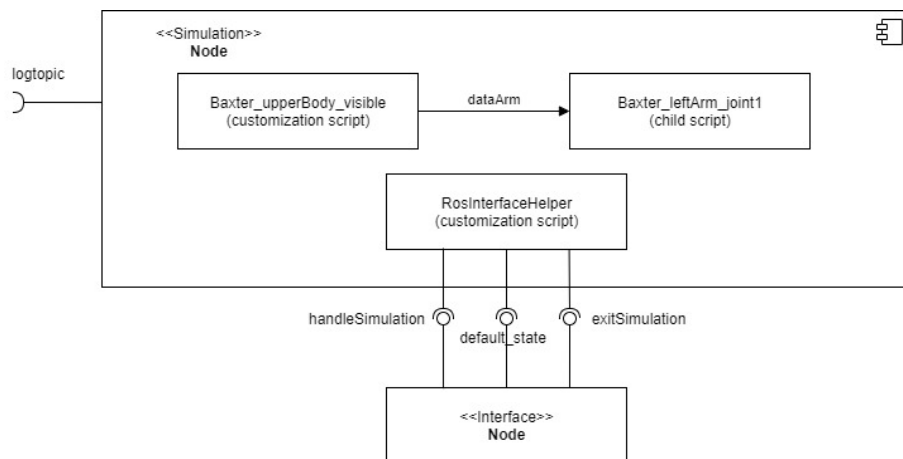 <<Simulation>>
Node
logtopic
Baxter_upperBody_visible
(customization script)
dataArm
Baxter_leftArm_joint1
(child script)
RosInterfaceHelper
(customization script)
handleSimulation
default_state
exitSimulation
<<Interface>>
Node